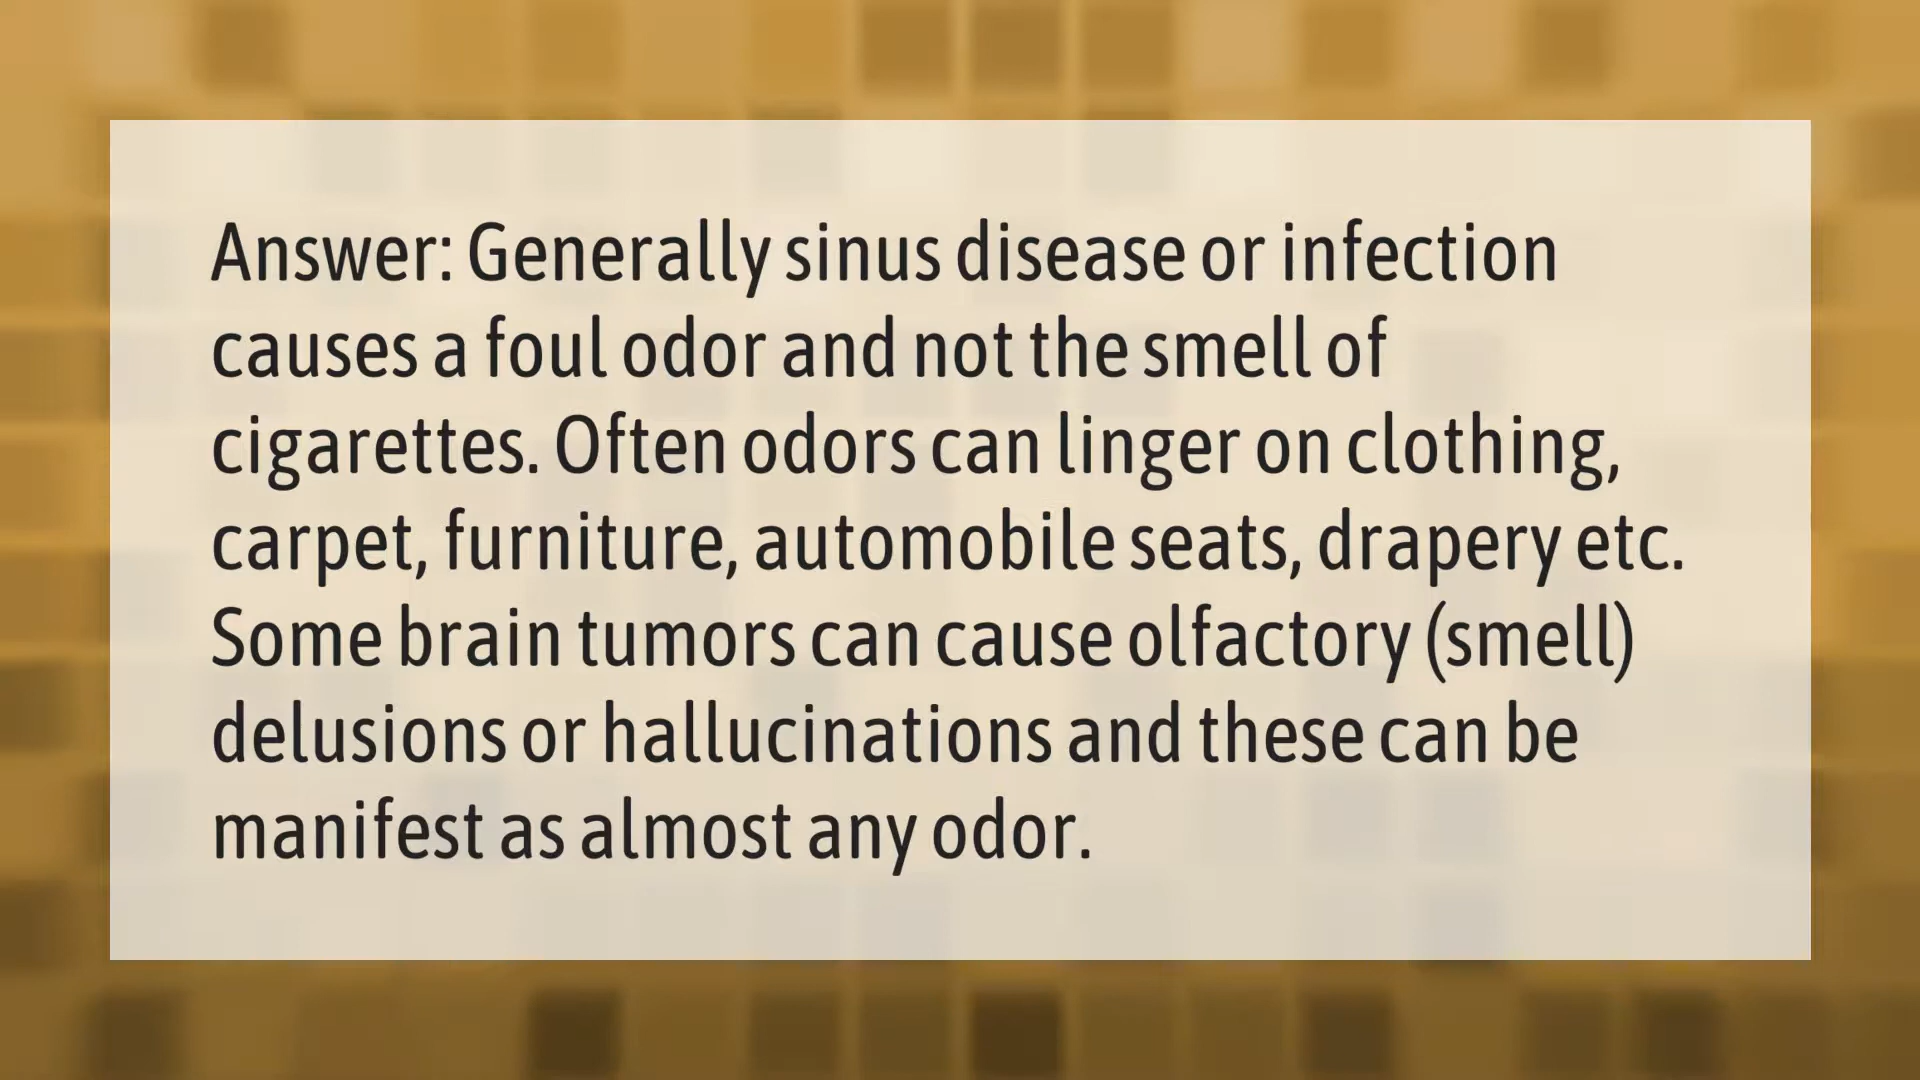 Answer: Generally sinus disease or infection
causes a foul odor and not the smell of
cigarettes. Often odors can linger on clothing,
carpet, furniture, automobile seats, drapery etc.
Some brain tumors can cause olfactory (smell)
delusions or hallucinations and these can be
manifest as almost any odor.